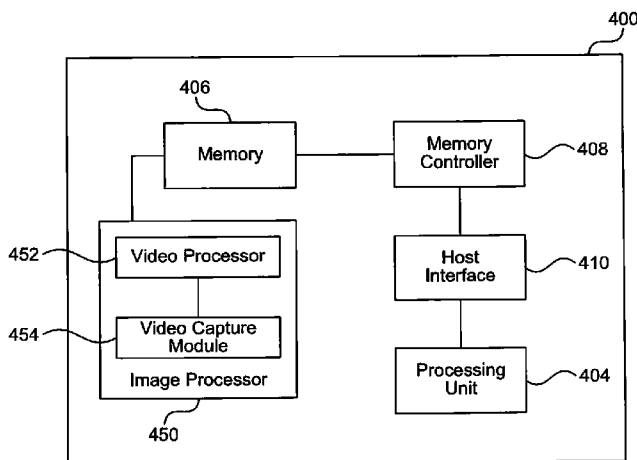 400
406
Memory
Memory
Controller
408
452
Video Processor
Host
Interface
410
454
Video Capture
Module
Image Processor
Processing
Unit
404
450